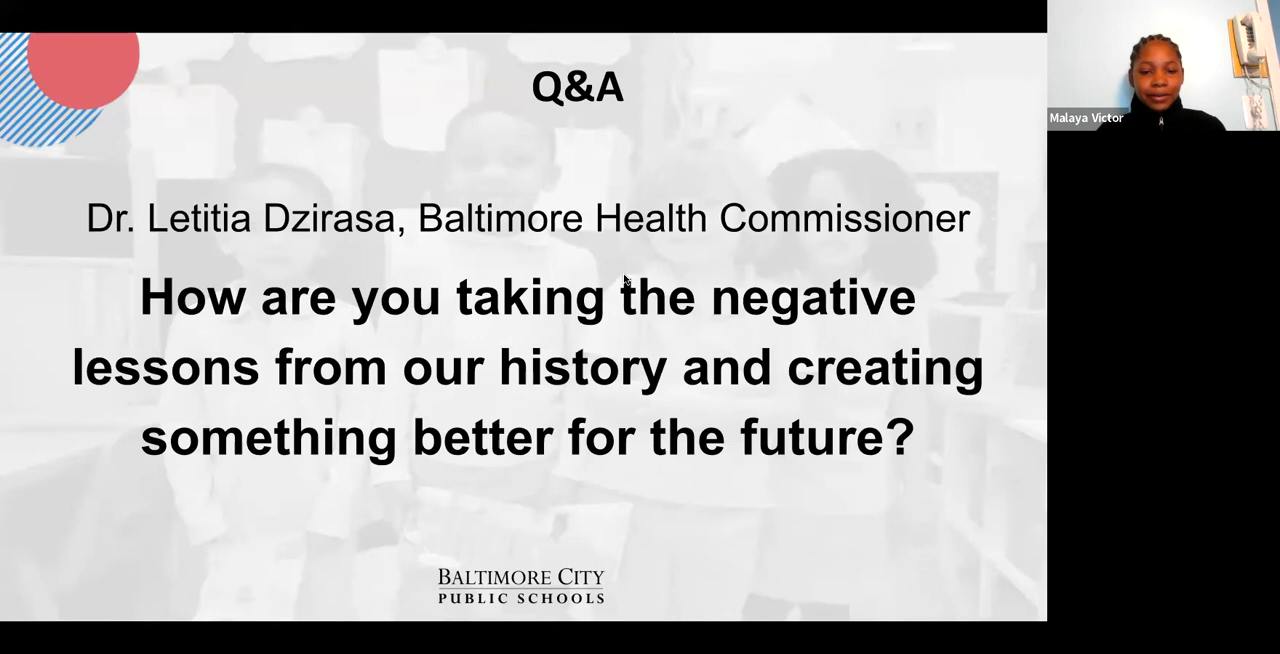 Q&A
Dr. Letitia Dzirasa, Baltimore Health Commissioner
How are you taking the negative
lessons from our history and creating
something better for the future?
BALTIMORE CITY
PUBLIC SCHOOLS
Malaya Victor